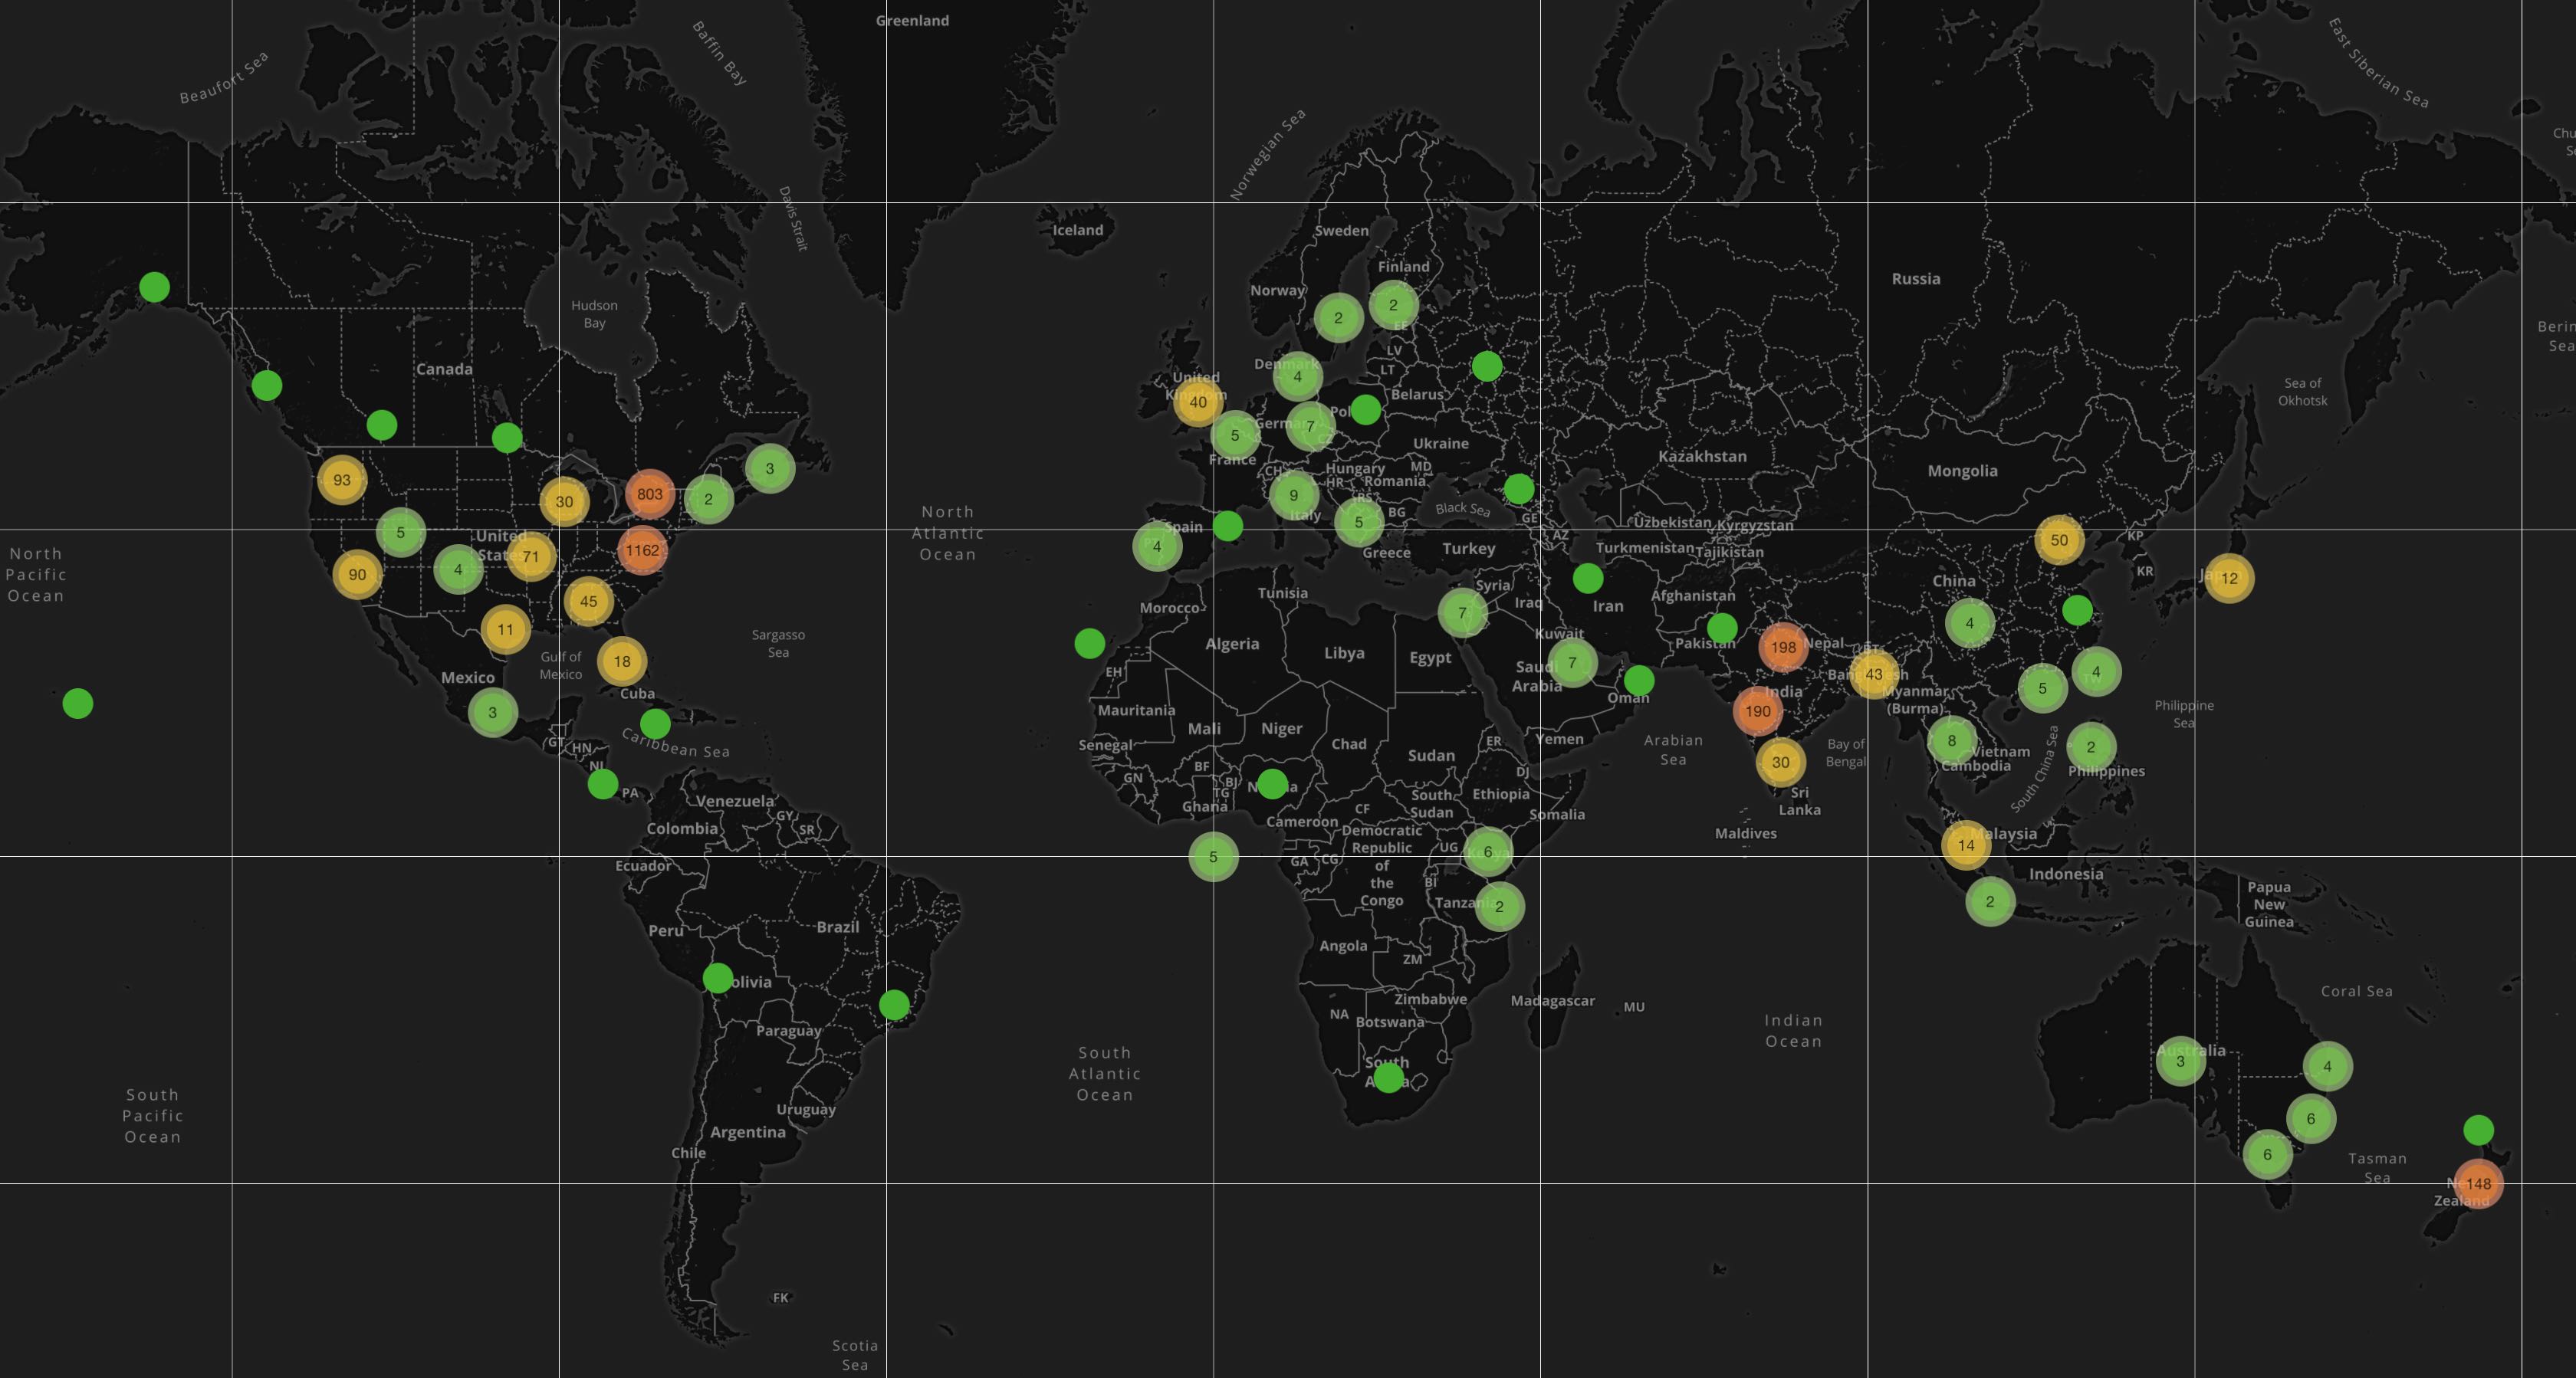 Greenland
Beaufort Sea
Baffin Bay
East Siberian Sea
Norwegian Sea
Davis Strait
Iceland
Sweden
Finland
Norway
Russia
Hudson
Bay
2
2
EE
Canada
LV
LT
Denmark
4
United
Kingdom
40
Belarus
Sea of
Okhotsk
5
7
CZ
Ukraine
France
Kazakhstan
Mongolia
93
30
803
2
3
CH
Hungary
MD
HR
Romania
RS
9
Italy
5
BG
Black Sea
GE
North
Atlantic
Ocean
Spain
4
Greece
Turkey
AZ
Uzbekistan
Kyrgyzstan
Turkmenistan
Tajikistan
50
KP
KR
12
China
North
Pacific
Ocean
5
United
States
71
1162
90
4
45
11
18
Sargasso
Sea
Gulf of
Mexico
Mexico
Cuba
3
Caribbean Sea
GT
HN
NI
PA
Morocco
Tunisia
Algeria
Libya
Egypt
EH
7
Syria
Iraq
Iran
Kuwait
Afghanistan
Pakistan
7
Saudi
Arabia
Oman
198
Nepal
BT
43
India
190
Myanmar
(Burma)
4
5
4
TW
Philippine
Sea
Mauritania
Mali
Niger
Chad
Sudan
ER
Yemen
Arabian
Sea
Bay of
Bengal
30
Sri
Lanka
8
Vietnam
Cambodia
South China Sea
2
Philippines
Senegal
GN
BF
BJ
TG
Ghana
DJ
Ethiopia
Somalia
South
Sudan
CF
Cameroon
Venezuela
GY
SR
Colombia
Ecuador
Maldives
14
Malaysia
5
GA
CG
Democratic
Republic
of
the
Congo
UG
6
Kenya
BI
Tanzania
2
2
Indonesia
Papua
New
Guinea
Peru
Brazil
Bolivia
Angola
ZM
Zimbabwe
Madagascar
MU
Coral Sea
NA
Botswana
Paraguay
Indian
Ocean
South
Africa
3
Australia
4
South
Atlantic
Ocean
South
Pacific
Ocean
Uruguay
Argentina
Chile
6
6
Tasman
Sea
148
New
Zealand
FK
Scotia
Sea